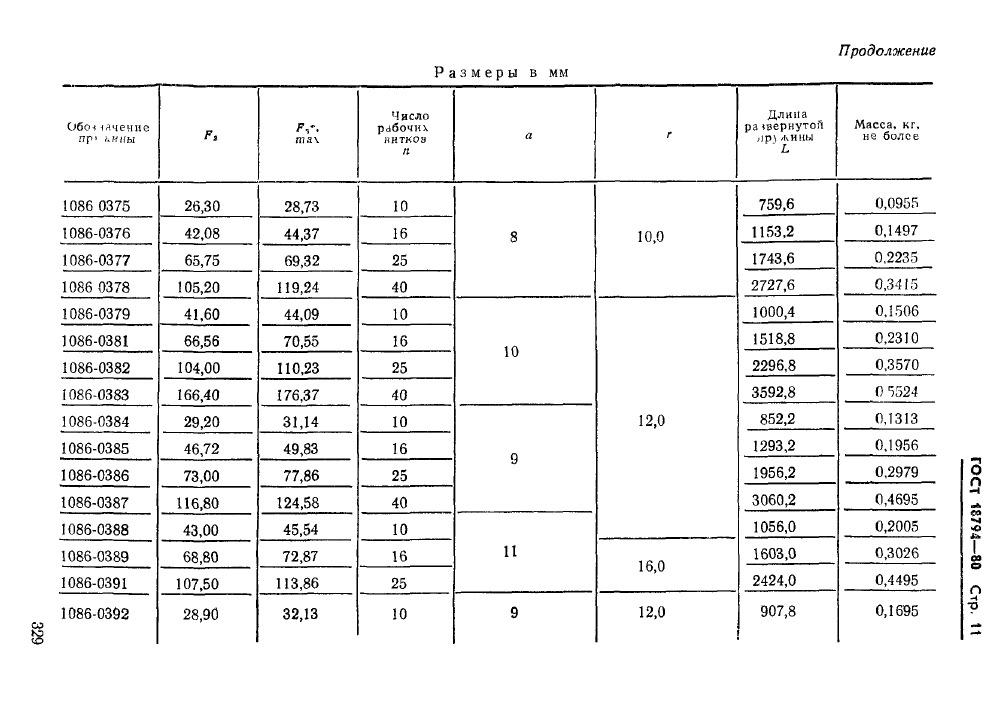 Продолжение
Размеры в мм
Обозначение пружины F₂ F₃*, max Число рабочих витков n a r Длина развернутой пружины L Масса, кг, не более
1086 0375 26,30 28,73 10 8 10,0 759,6 0,0955
1086-0376 42,08 44,37 16 1153,2 0,1497
1086-0377 65,75 69,32 25 1743,6 0,2235
1086 0378 105,20 119,24 40 2727,6 0,3415
1086-0379 41,60 44,09 10 10 12,0 1000,4 0,1506
1086-0381 66,56 70,55 16 1518,8 0,2310
1086-0382 104,00 110,23 25 2296,8 0,3570
1086-0383 166,40 176,37 40 3592,8 0 5524
1086-0384 29,20 31,14 10 9 852,2 0,1313
1086-0385 46,72 49,83 16 1293,2 0,1956
1086-0386 73,00 77,86 25 1956,2 0,2979
1086-0387 116,80 124,58 40 3060,2 0,4695
1086-0388 43,00 45,54 10 11 1056,0 0,2005
1086-0389 68,80 72,87 16 16,0 1603,0 0,3026
1086-0391 107,50 113,86 25 2424,0 0,4495
1086-0392 28,90 32,13 10 9 12,0 907,8 0,1695
ГОСТ 18794—80 Стр. 11
329